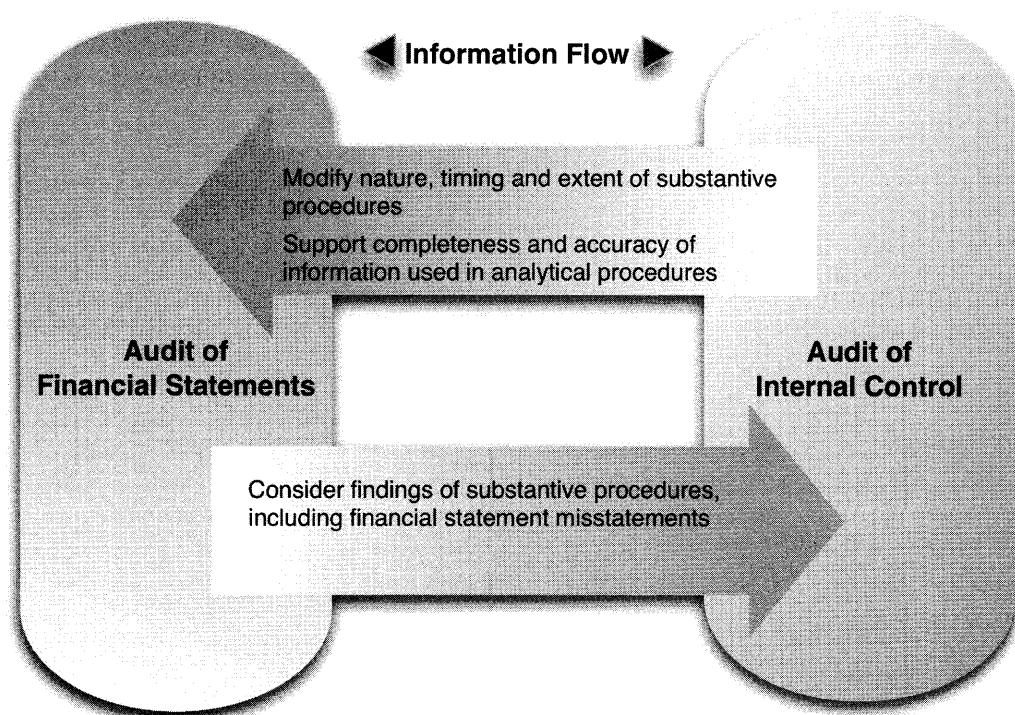 Information Flow
Modify nature, timing and extent of substantive
procedures
Support completeness and accuracy of
information used in analytical procedures
Audit of
Financial Statements
Audit of
Internal Control
Consider findings of substantive procedures,
including financial statement misstatements